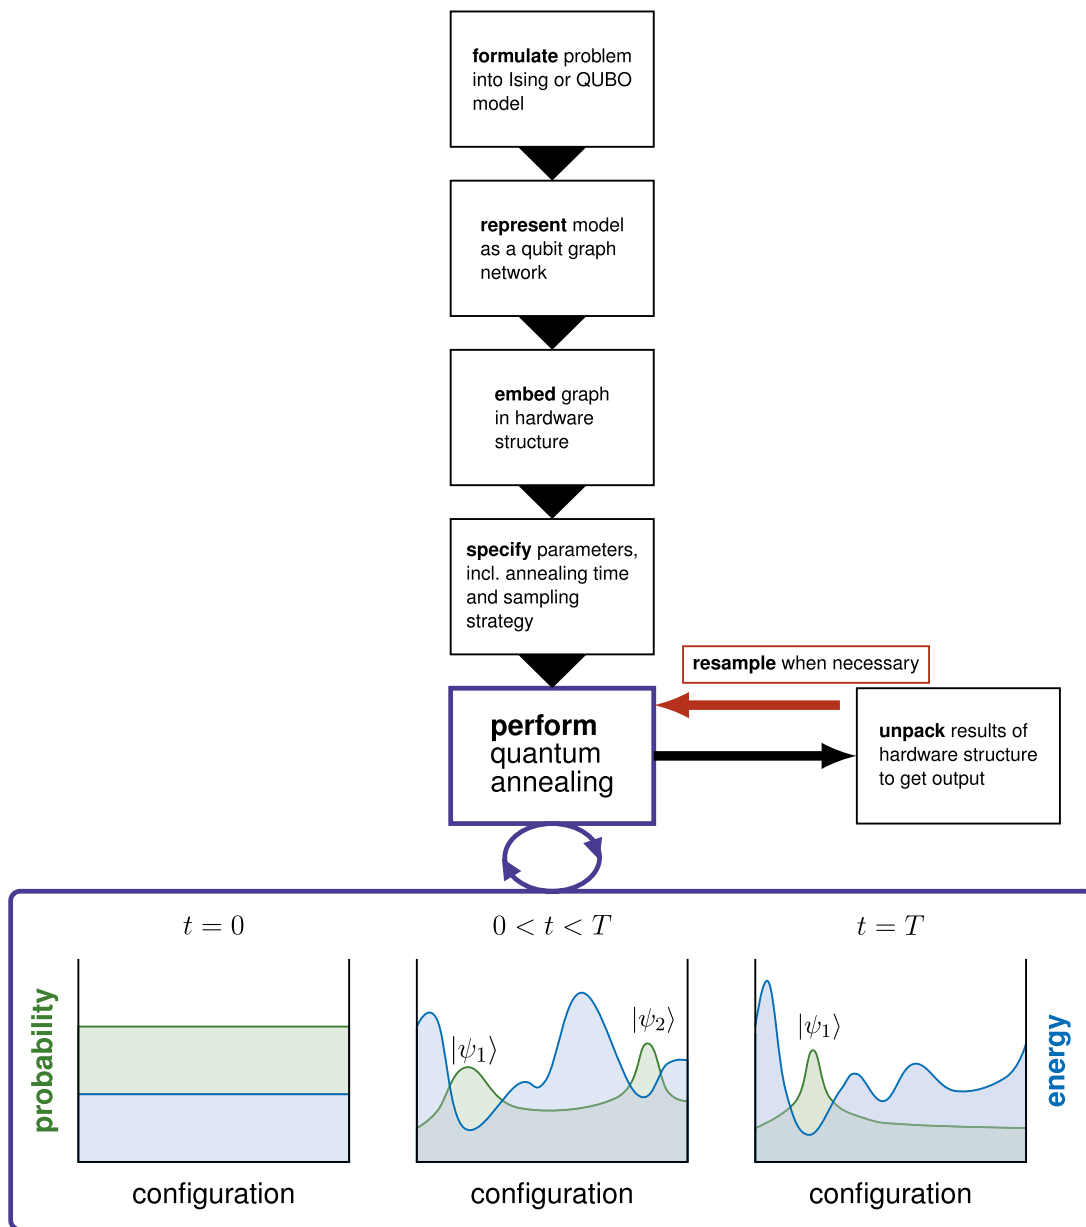 formulate problem
into Ising or QUBO
model
represent model
as a qubit graph
network
embed graph
in hardware
structure
specify parameters,
incl. annealing time
and sampling
strategy
resample when necessary
perform
quantum
annealing
unpack results of
hardware structure
to get output
t = 0
0 < t < T
t = T
probability
|ψ₁⟩
|ψ₂⟩
|ψ₁⟩
energy
configuration
configuration
configuration